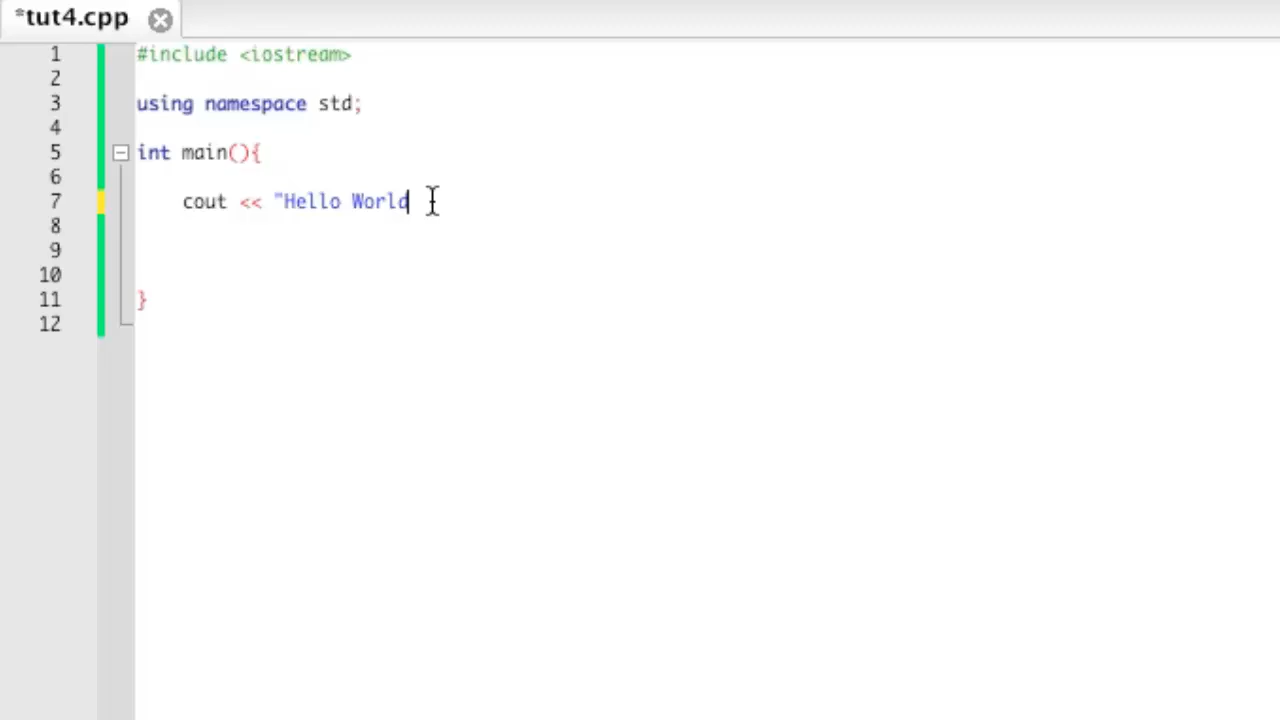 *tut4.cpp
1 #include <iostream>
2
3 using namespace std;
4
5 int main(){
6
7 cout << "Hello World
8
9
10
11 }
12